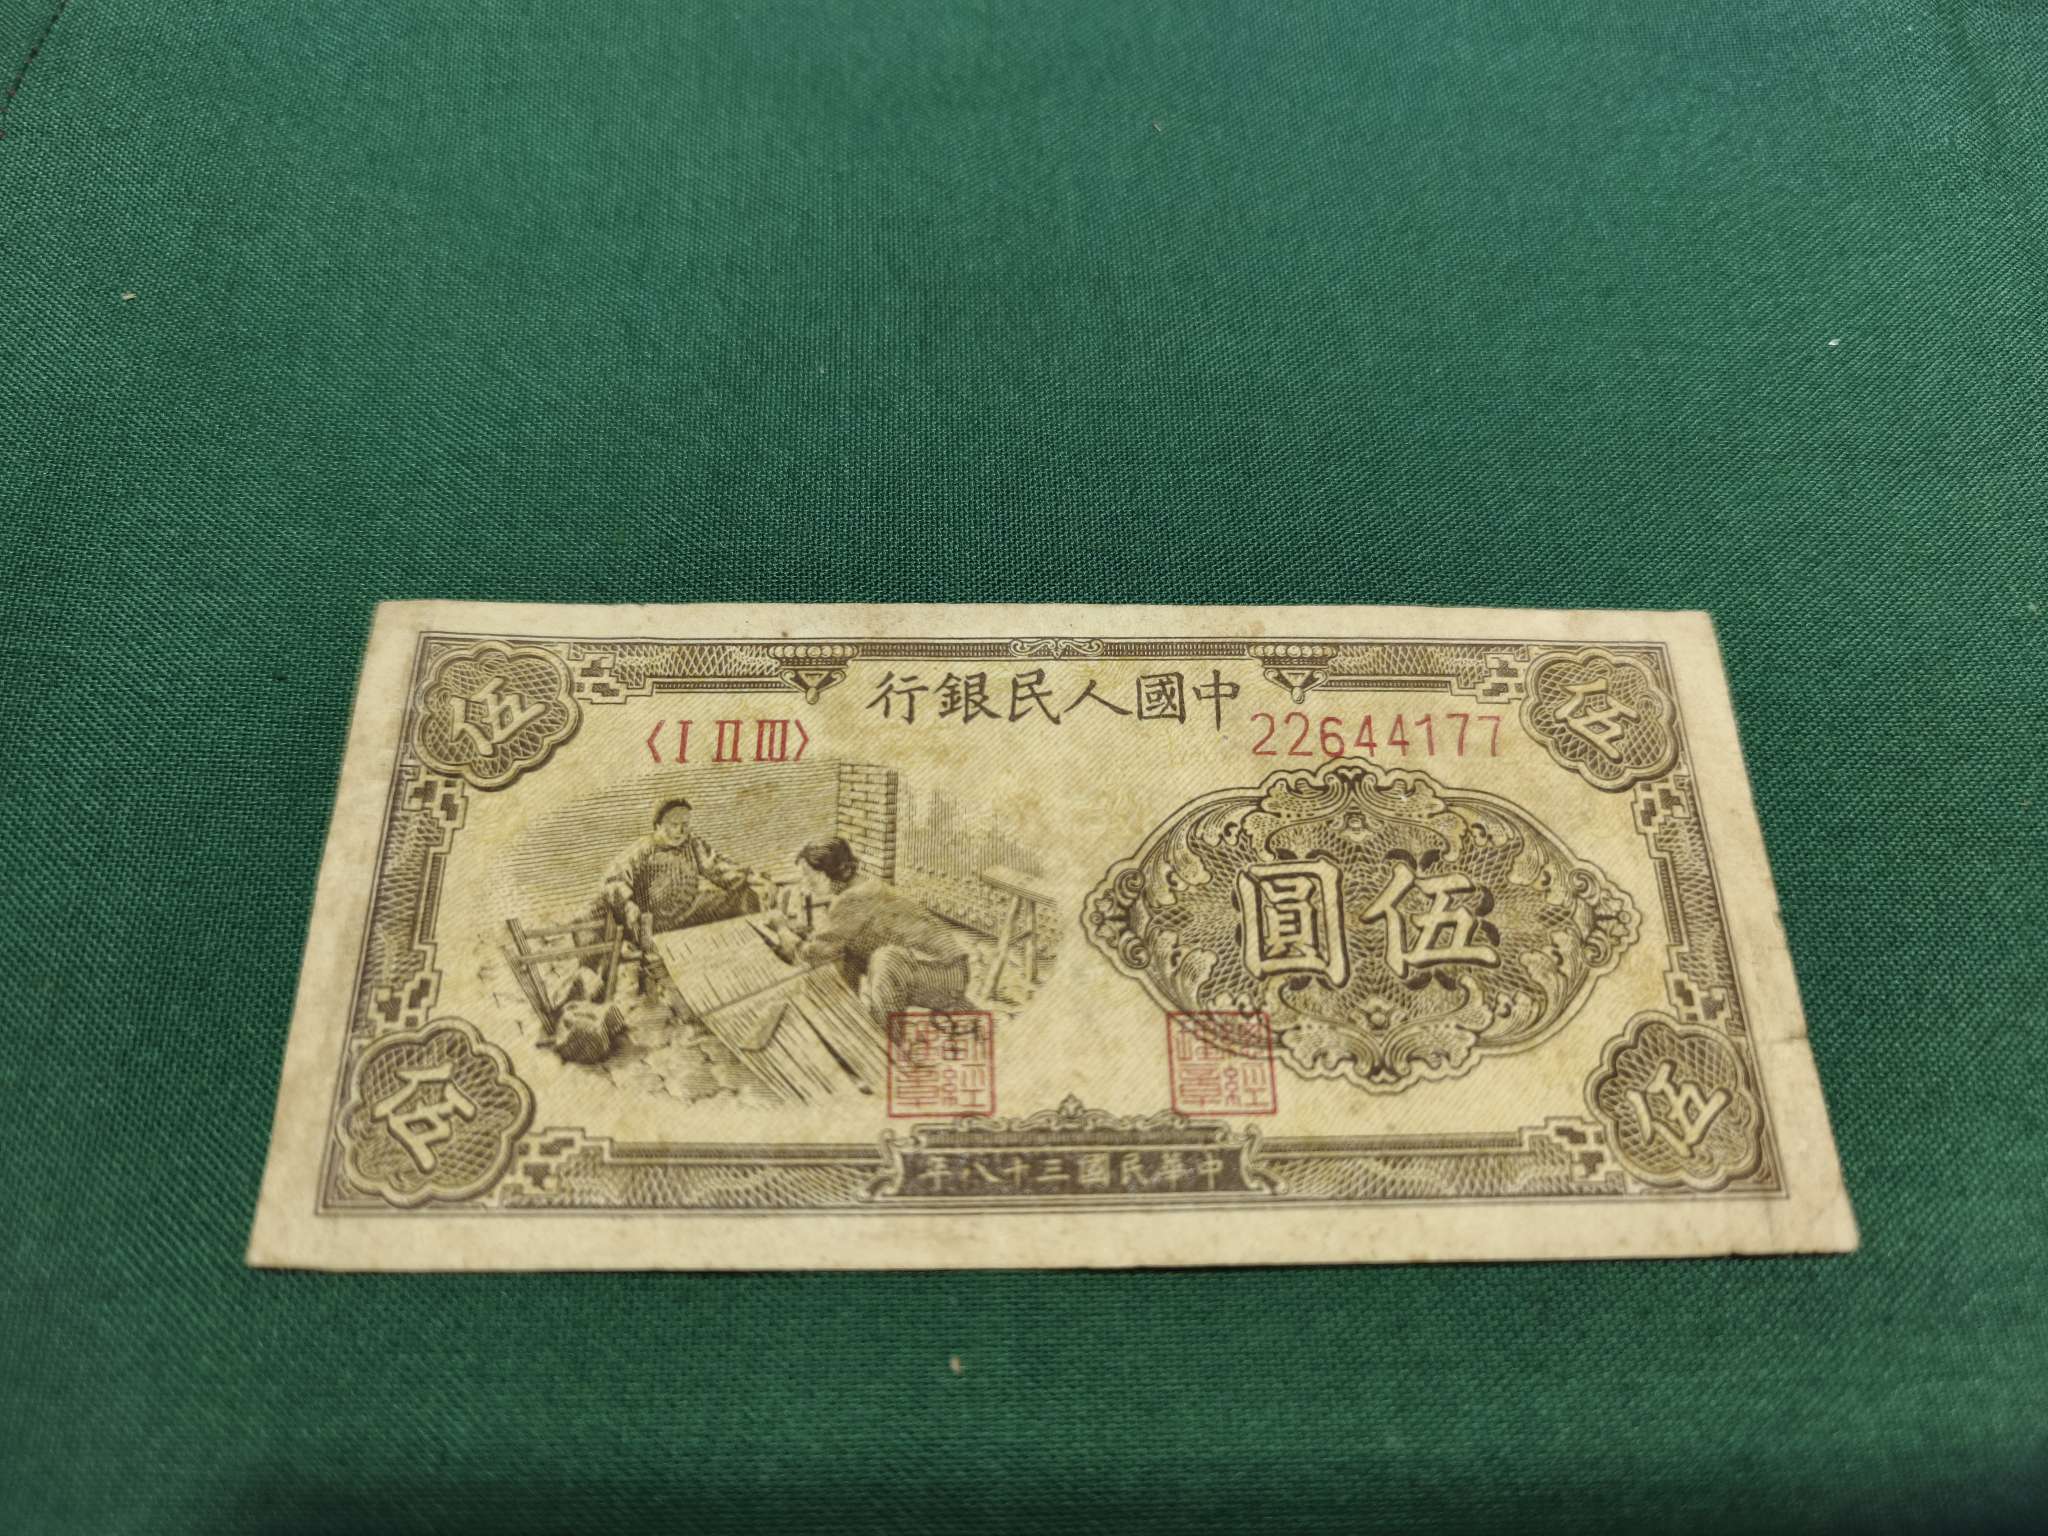 中國人民銀行
〈I II III〉
22644177
伍
伍
伍圓
伍
伍
中華民國三十八年